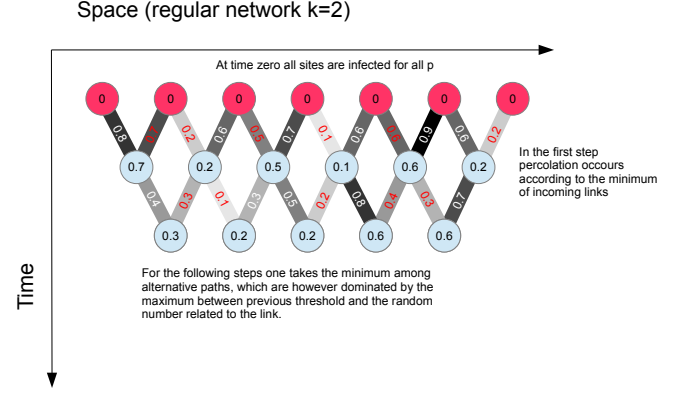 Space (regular network k=2)
At time zero all sites are infected for all p
0 0 0 0 0 0 0
0.8 0.7 0.2 0.6 0.5 0.7 0.1 0.6 0.6 0.9 0.6 0.2
0.7 0.2 0.5 0.1 0.6 0.2
In the first step
percolation occours
according to the minimum
of incoming links
0.4 0.3 0.1 0.3 0.5 0.2 0.8 0.4 0.3 0.7
0.3 0.2 0.2 0.6 0.6
For the following steps one takes the minimum among
alternative paths, which are however dominated by the
maximum between previous threshold and the random
number related to the link.
Time